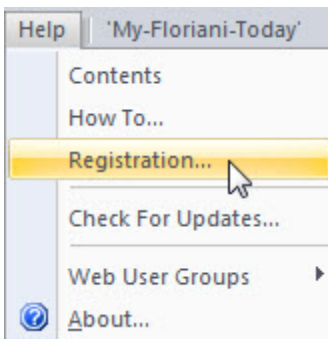 Help 'My-Floriani-Today'
Contents
How To...
Registration...
Check For Updates...
Web User Groups
About...